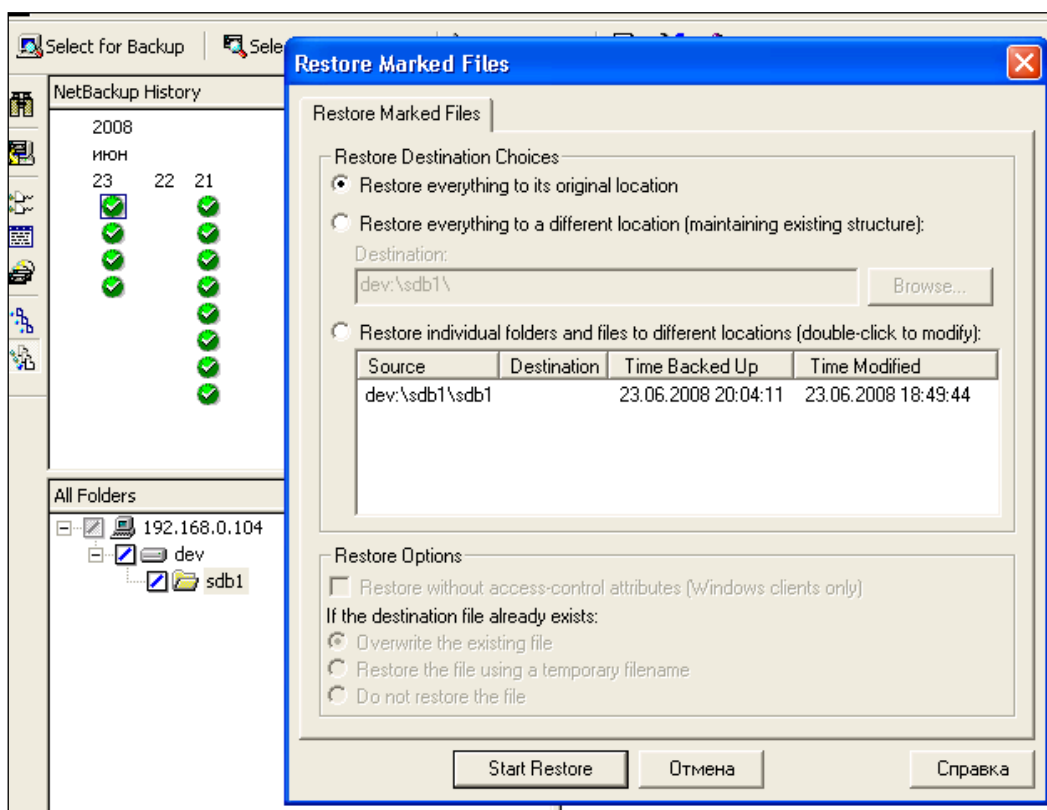 Select for Backup
Sele
NetBackup History
2008
июн
23 22 21
All Folders
192.168.0.104
dev
sdb1
Restore Marked Files
Restore Marked Files
Restore Destination Choices
Restore everything to its original location
Restore everything to a different location (maintaining existing structure):
Destination:
dev:\sdb1\
Browse...
Restore individual folders and files to different locations (double-click to modify):
Source Destination Time Backed Up Time Modified
dev:\sdb1\sdb1 23.06.2008 20:04:11 23.06.2008 18:49:44
Restore Options
Restore without access-control attributes (Windows clients only)
If the destination file already exists:
Overwrite the existing file
Restore the file using a temporary filename
Do not restore the file
Start Restore Отмена Справка